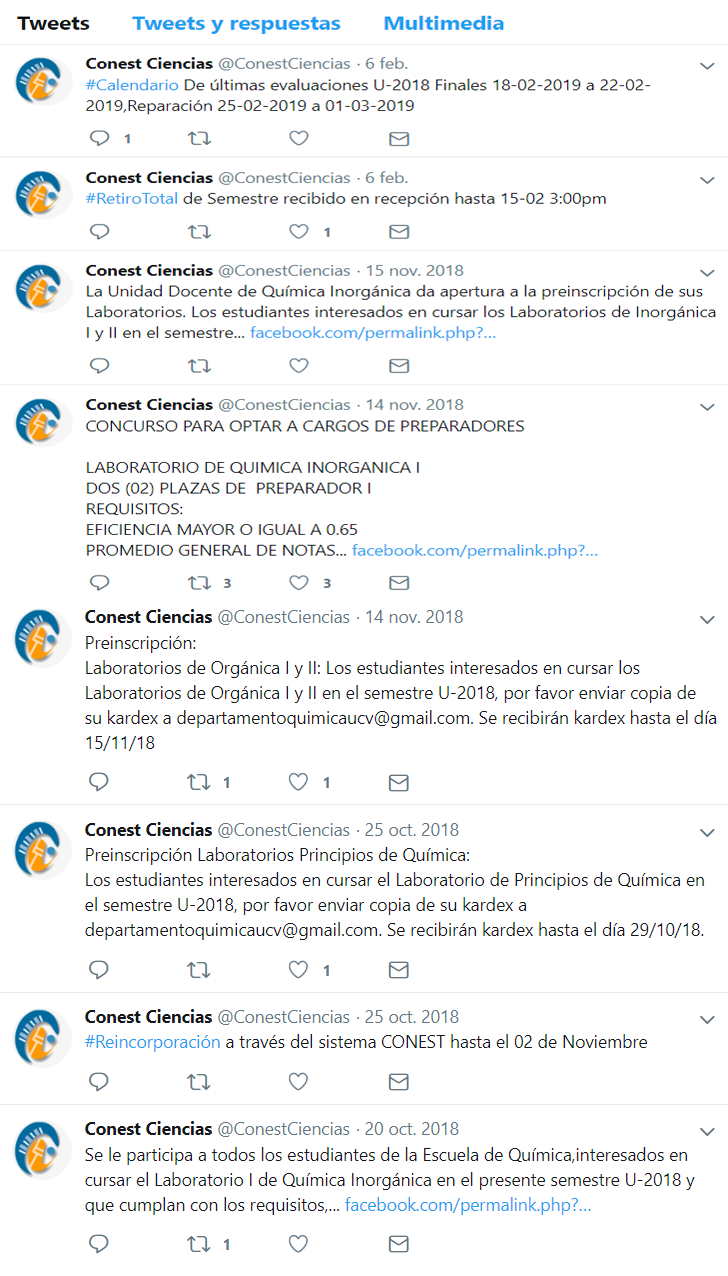 Tweets Tweets y respuestas Multimedia
Conest Ciencias @ConestCiencias · 6 feb.
#Calendario De últimas evaluaciones U-2018 Finales 18-02-2019 a 22-02-
2019,Reparación 25-02-2019 a 01-03-2019
1
Conest Ciencias @ConestCiencias · 6 feb.
#RetiroTotal de Semestre recibido en recepción hasta 15-02 3:00pm
1
Conest Ciencias @ConestCiencias · 15 nov. 2018
La Unidad Docente de Química Inorgánica da apertura a la preinscripción de sus
Laboratorios. Los estudiantes interesados en cursar los Laboratorios de Inorgánica
I y II en el semestre... facebook.com/permalink.php?...
Conest Ciencias @ConestCiencias · 14 nov. 2018
CONCURSO PARA OPTAR A CARGOS DE PREPARADORES
LABORATORIO DE QUIMICA INORGANICA I
DOS (02) PLAZAS DE PREPARADOR I
REQUISITOS:
EFICIENCIA MAYOR O IGUAL A 0.65
PROMEDIO GENERAL DE NOTAS... facebook.com/permalink.php?...
3 3
Conest Ciencias @ConestCiencias · 14 nov. 2018
Preinscripción:
Laboratorios de Orgánica I y II: Los estudiantes interesados en cursar los
Laboratorios de Orgánica I y II en el semestre U-2018, por favor enviar copia de
su kardex a departamentoquimicaucv@gmail.com. Se recibirán kardex hasta el día
15/11/18
1 1
Conest Ciencias @ConestCiencias · 25 oct. 2018
Preinscripción Laboratorios Principios de Química:
Los estudiantes interesados en cursar el Laboratorio de Principios de Química en
el semestre U-2018, por favor enviar copia de su kardex a
departamentoquimicaucv@gmail.com. Se recibirán kardex hasta el día 29/10/18.
1
Conest Ciencias @ConestCiencias · 25 oct. 2018
#Reincorporación a través del sistema CONEST hasta el 02 de Noviembre
Conest Ciencias @ConestCiencias · 20 oct. 2018
Se le participa a todos los estudiantes de la Escuela de Química,interesados en
cursar el Laboratorio I de Química Inorgánica en el presente semestre U-2018 y
que cumplan con los requisitos,... facebook.com/permalink.php?...
1